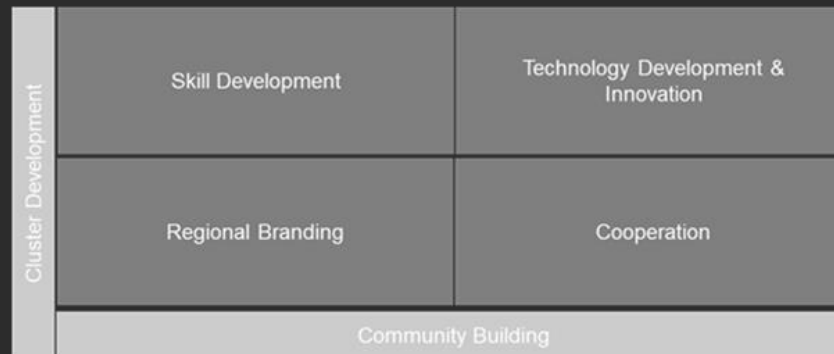 Cluster Development
Skill Development
Technology Development &
Innovation
Regional Branding
Cooperation
Community Building